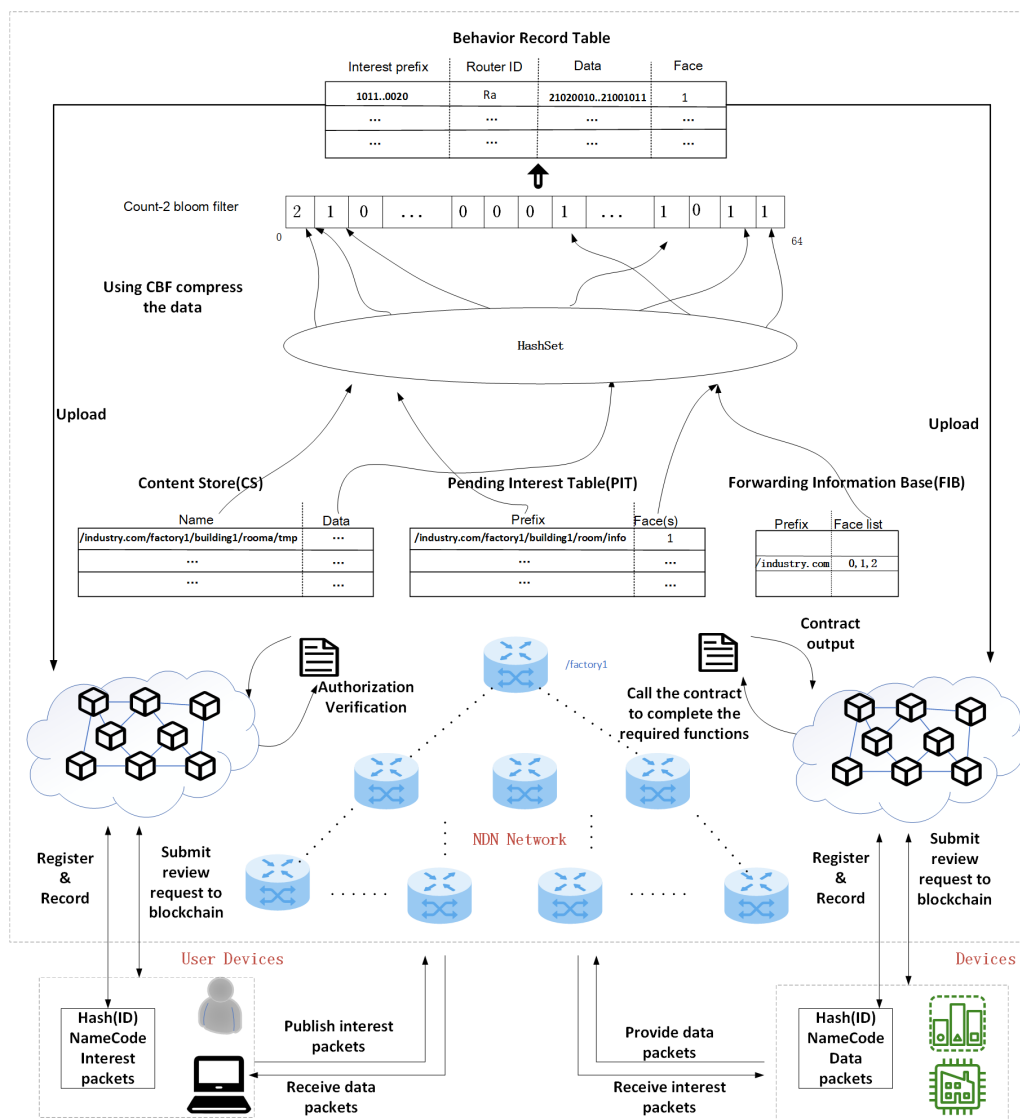 Behavior Record Table
Interest prefix Router ID Data Face
1011..0020 Ra 21020010..21001011 1
... ... ... ...
... ... ... ...
Count-2 bloom filter
2 1 0 ... 0 0 0 1 ... 1 0 1 1
0 64
Using CBF compress
the data
HashSet
Upload
Upload
Content Store(CS)
Name Data
/industry.com/factory1/building1/rooma/tmp ...
... ...
... ...
Pending Interest Table(PIT)
Prefix Face(s)
/industry.com/factory1/building1/room/info 1
... ...
... ...
Forwarding Information Base(FIB)
Prefix Face list
/industry.com 0,1,2
Authorization
Verification
/factory1
Contract
output
Call the contract
to complete the
required functions
NDN Network
Register
&
Record
Submit
review
request to
blockchain
Register
&
Record
Submit
review
request to
blockchain
User Devices
Devices
Hash(ID)
NameCode
Interest
packets
Publish interest
packets
Receive data
packets
Provide data
packets
Receive interest
packets
Hash(ID)
NameCode
Data
packets